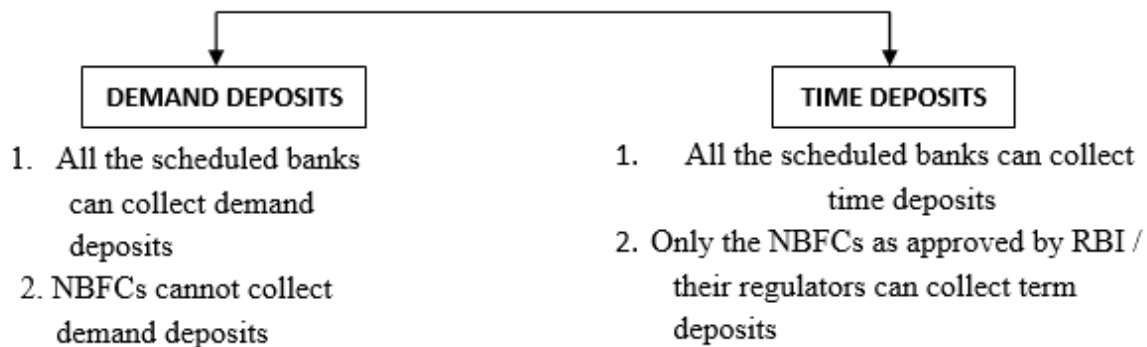 DEMAND DEPOSITS
1. All the scheduled banks
can collect demand
deposits
2. NBFCs cannot collect
demand deposits
TIME DEPOSITS
1. All the scheduled banks can collect
time deposits
2. Only the NBFCs as approved by RBI /
their regulators can collect term
deposits